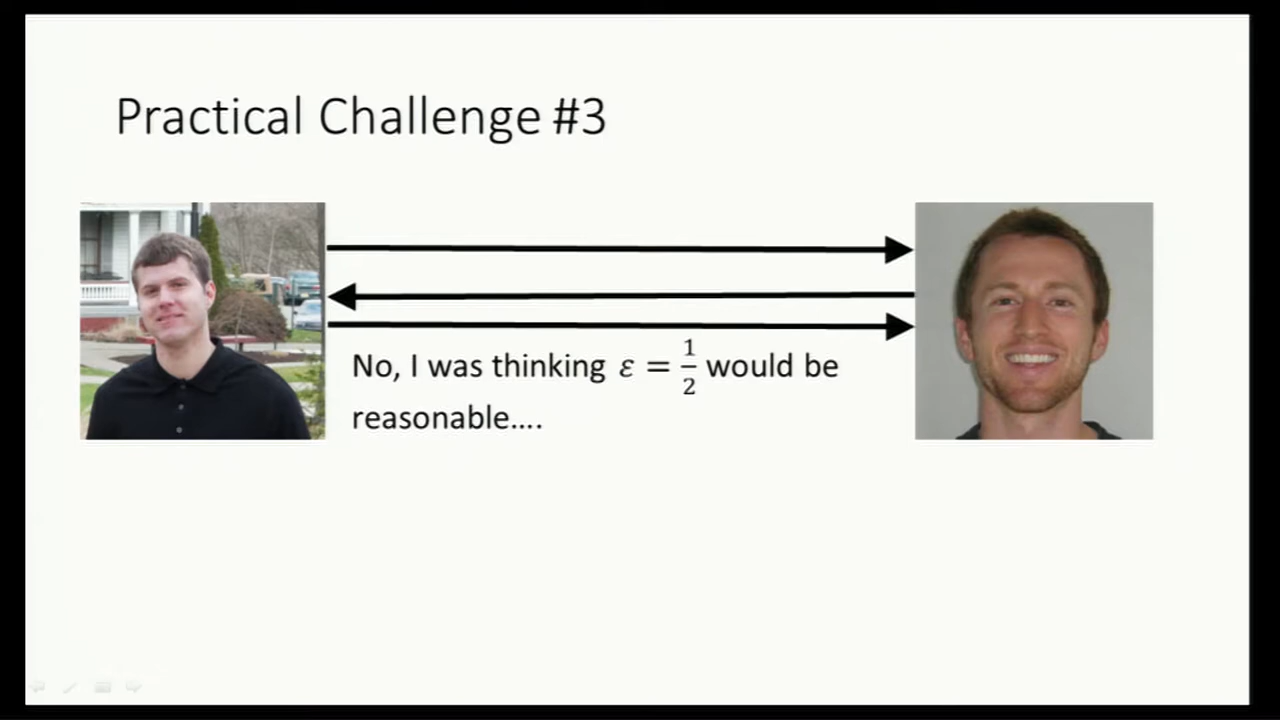 Practical Challenge #3
No, I was thinking ε = 1/2 would be
reasonable....